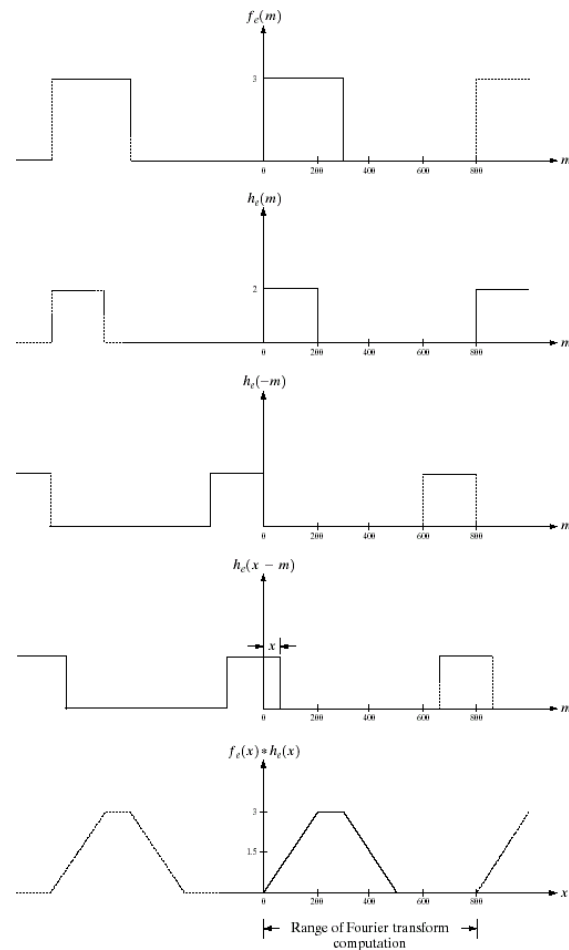 f_e(m)
3
0 200 400 600 800 m
h_e(m)
2
0 200 400 600 800 m
h_e(−m)
0 200 400 600 800 m
h_e(x − m)
x
0 200 400 600 800 m
f_e(x) * h_e(x)
3
1.5
0 200 400 600 800 x
Range of Fourier transform
computation